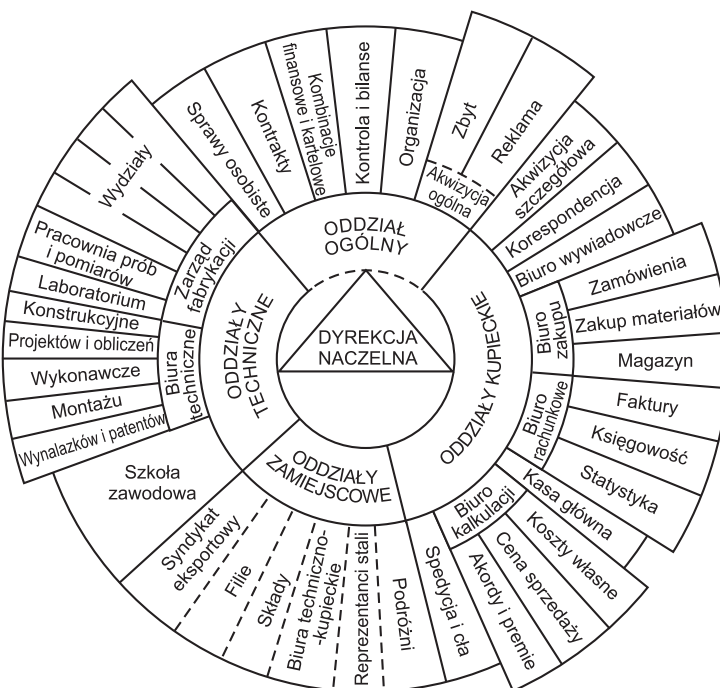 DYREKCJA
NACZELNA
ODDZIAŁ
OGÓLNY
Sprawy osobiste
Kontrakty
Kombinacje
finansowe i kartelowe
Kontrola i bilanse
Organizacja
Akwizycja
ogólna
Zbyt
Reklama
ODDZIAŁY KUPIECKIE
Akwizycja
szczegółowa
Korespondencja
Biuro wywiadowcze
Biuro
zakupu
Zamówienia
Zakup materiałów
Magazyn
Biuro
rachunkowe
Faktury
Księgowość
Statystyka
Kasa główna
Biuro
kalkulacji
Koszty własne
Cena sprzedaży
Akordy i premie
Spedycja i cła
ODDZIAŁY
ZAMIEJSCOWE
Podróżni
Reprezentanci stali
Biura techniczno-
-kupieckie
Składy
Filie
Syndykat
eksportowy
ODDZIAŁY
TECHNICZNE
Szkoła
zawodowa
Biura
techniczne
Wynalazków i patentów
Montażu
Wykonawcze
Projektów i obliczeń
Konstrukcyjne
Zarząd
fabrykacji
Laboratorium
Pracownia prób
i pomiarów
Wydziały